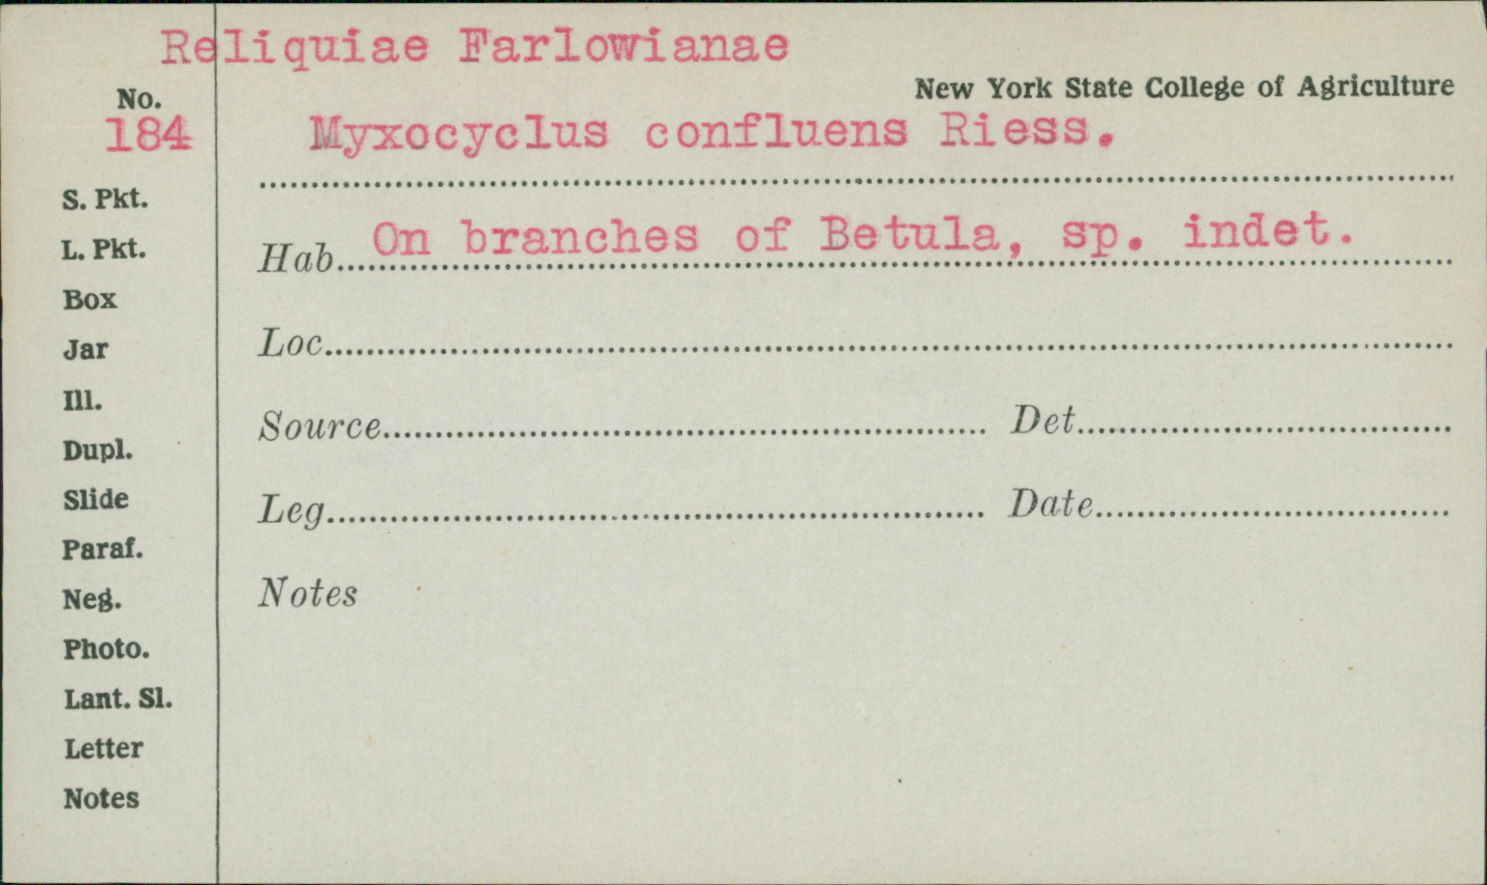 Reliquiae Farlowianae
New York State College of Agriculture
No.
184
Myxocyclus confluens Riess.
S. Pkt.
L. Pkt.
Box
Jar
Ill.
Dupl.
Slide
Paraf.
Neg.
Photo.
Lant. Sl.
Letter
Notes
Hab. On branches of Betula, sp. indet.
Loc.
Source
Det.
Leg.
Date
Notes